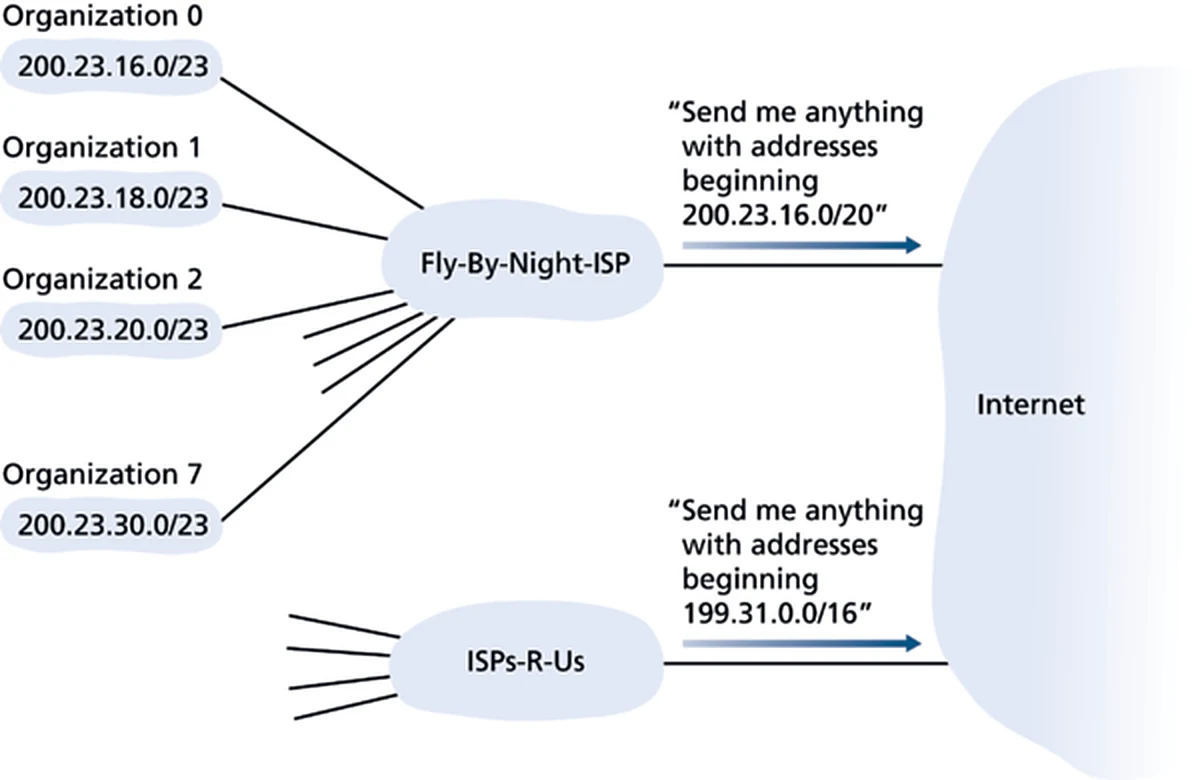 Organization 0
200.23.16.0/23
Organization 1
200.23.18.0/23
Organization 2
200.23.20.0/23
Organization 7
200.23.30.0/23
Fly-By-Night-ISP
“Send me anything
with addresses
beginning
200.23.16.0/20”
ISPs-R-Us
“Send me anything
with addresses
beginning
199.31.0.0/16”
Internet